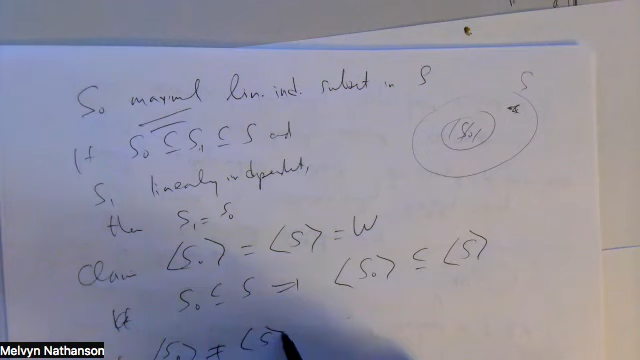 S₀ maximal lin. ind. subset in S
If S₀ ⊆ S₁ ⊆ S and
S₁ linearly independent,
then S₁ = S₀
Claim ⟨S₀⟩ = ⟨S⟩ = W
S₀ ⊆ S ⟹ ⟨S₀⟩ ⊆ ⟨S⟩
⟨S₀⟩ ≠ ⟨S⟩
S
S₀
Melvyn Nathanson